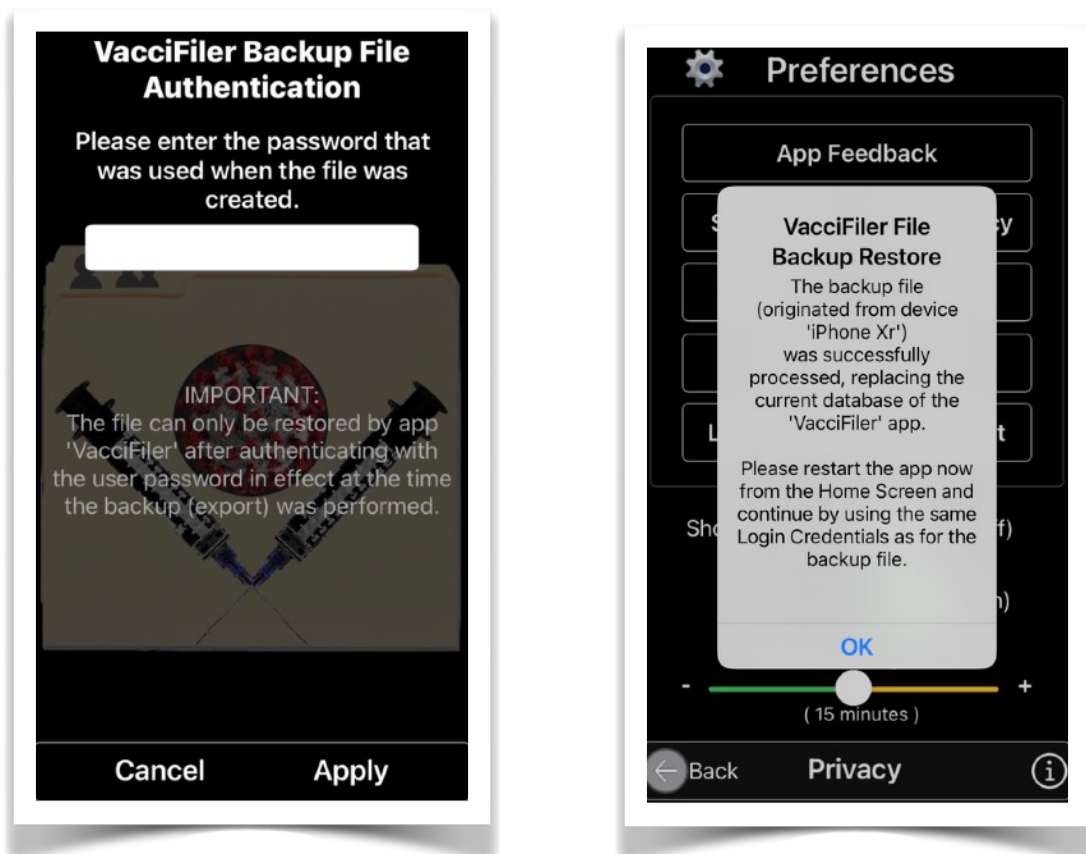 VacciFiler Backup File
Authentication
Please enter the password that
was used when the file was
created.
IMPORTANT:
The file can only be restored by app
'VacciFiler' after authenticating with
the user password in effect at the time
the backup (export) was performed.
Cancel Apply
Preferences
App Feedback
S y
VacciFiler File
Backup Restore
The backup file
(originated from device
'iPhone Xr')
was successfully
processed, replacing the
current database of the
'VacciFiler' app.
L t
Please restart the app now
from the Home Screen and
continue by using the same
Login Credentials as for the
backup file.
Sho f)
n)
OK
- +
( 15 minutes )
Back Privacy i